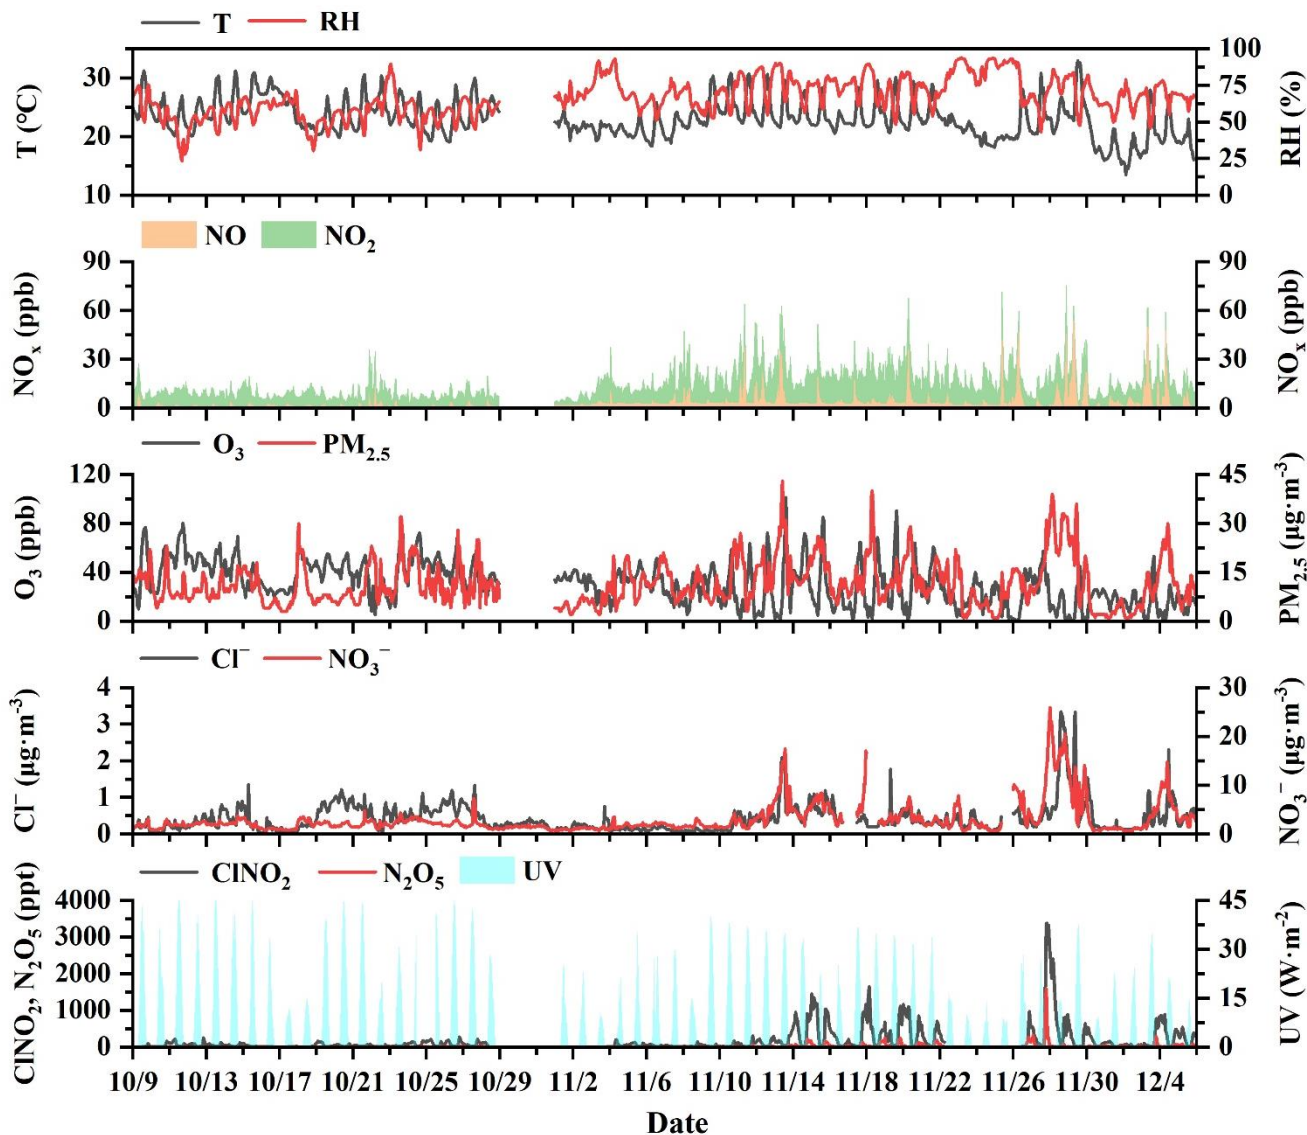 T RH
T (°C)
30
20
10
100
75
50
25
0
RH (%)
NO NO₂
NOₓ (ppb)
90
60
30
0
90
60
30
0
NOₓ (ppb)
O₃ PM₂.₅
O₃ (ppb)
120
80
40
0
45
30
15
0
PM₂.₅ (μg·m⁻³)
Cl⁻ NO₃⁻
Cl⁻ (μg·m⁻³)
4
3
2
1
0
30
20
10
0
NO₃⁻ (μg·m⁻³)
ClNO₂ N₂O₅ UV
ClNO₂, N₂O₅ (ppt)
4000
3000
2000
1000
0
45
30
15
0
UV (W·m⁻²)
10/9 10/13 10/17 10/21 10/25 10/29 11/2 11/6 11/10 11/14 11/18 11/22 11/26 11/30 12/4
Date